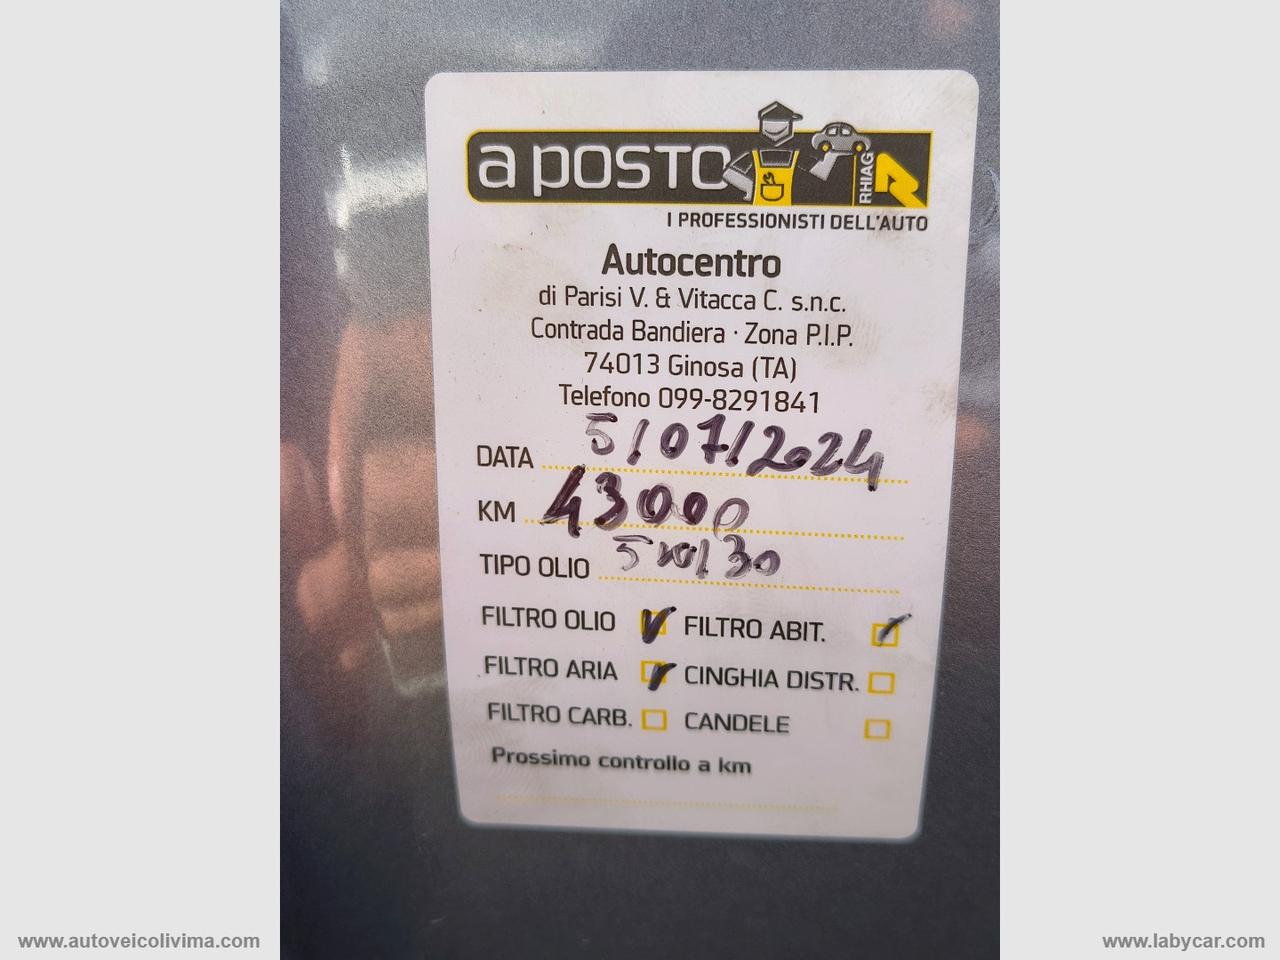 a posto
RHIAG
I PROFESSIONISTI DELL'AUTO
Autocentro
di Parisi V. & Vitacca C. s.n.c.
Contrada Bandiera · Zona P.I.P.
74013 Ginosa (TA)
Telefono 099-8291841
DATA 5/07/2024
KM 43000
TIPO OLIO 5W/30
FILTRO OLIO FILTRO ABIT.
FILTRO ARIA CINGHIA DISTR.
FILTRO CARB. CANDELE
Prossimo controllo a km
www.autoveicolivima.com
www.labycar.com